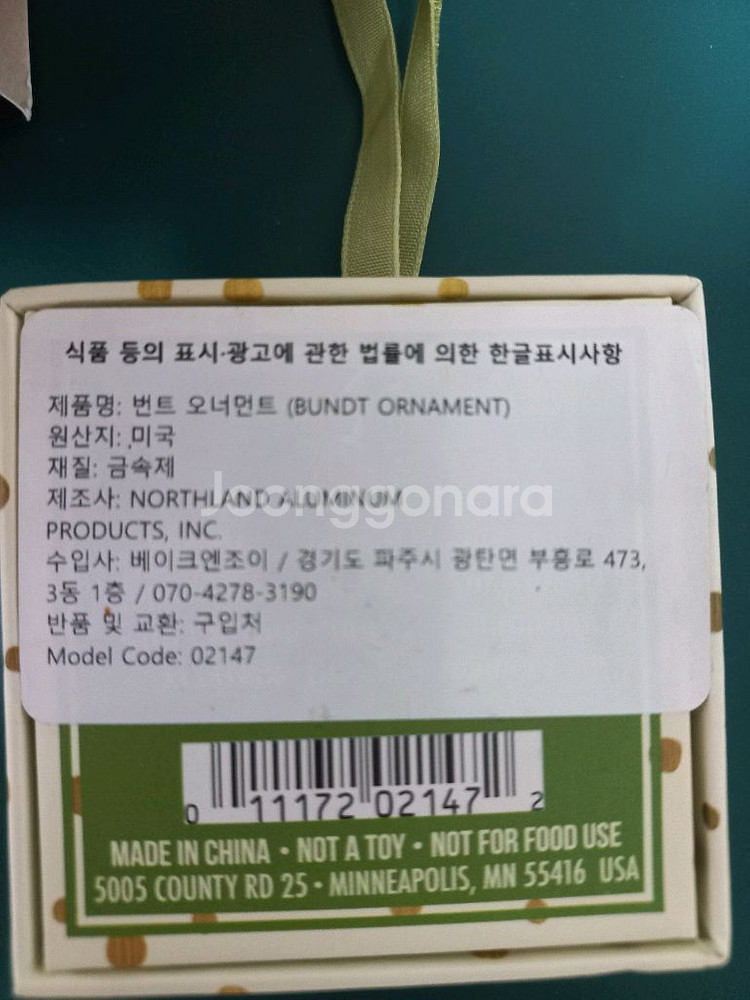 식품 등의 표시·광고에 관한 법률에 의한 한글표시사항
제품명: 번트 오너먼트 (BUNDT ORNAMENT)
원산지: 미국
재질: 금속제
제조사: NORTHLAND ALUMINUM
Joonggonara
PRODUCTS, INC.
수입사: 베이크엔조이 / 경기도 파주시 광탄면 부흥로 473,
3동 1층 / 070-4278-3190
반품 및 교환: 구입처
Model Code: 02147
0 11172 02147 2
MADE IN CHINA • NOT A TOY • NOT FOR FOOD USE
5005 COUNTY RD 25 • MINNEAPOLIS, MN 55416 USA